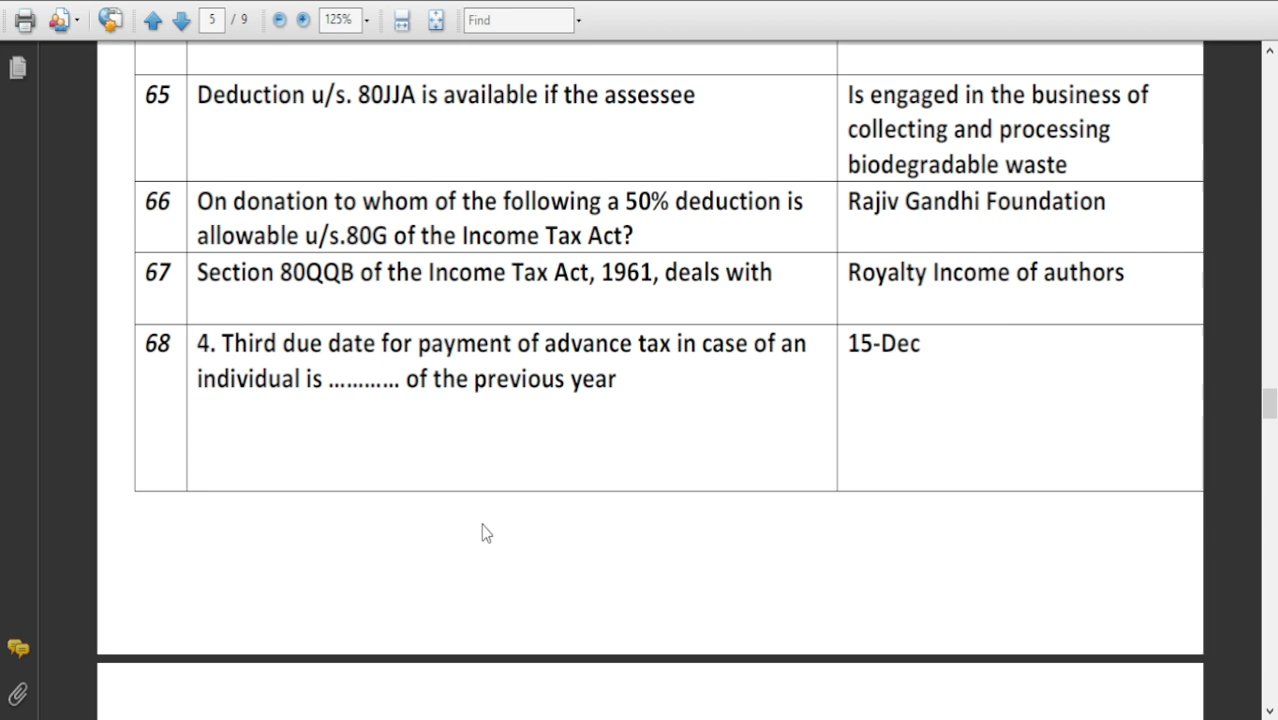 5 / 9 125% Find
65 Deduction u/s. 80JJA is available if the assessee Is engaged in the business of
collecting and processing
biodegradable waste
66 On donation to whom of the following a 50% deduction is Rajiv Gandhi Foundation
allowable u/s.80G of the Income Tax Act?
67 Section 80QQB of the Income Tax Act, 1961, deals with Royalty Income of authors
68 4. Third due date for payment of advance tax in case of an 15-Dec
individual is ............ of the previous year